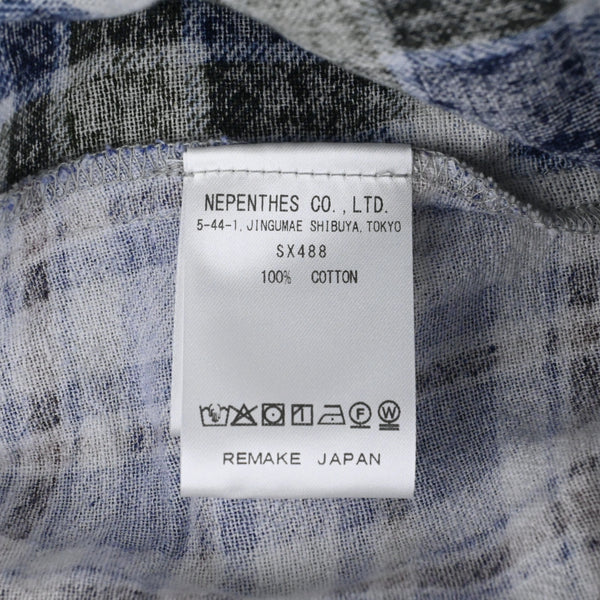 NEPENTHES CO.,LTD.
5-44-1, JINGUMAE SHIBUYA, TOKYO
SX488
100% COTTON
F W
REMAKE JAPAN